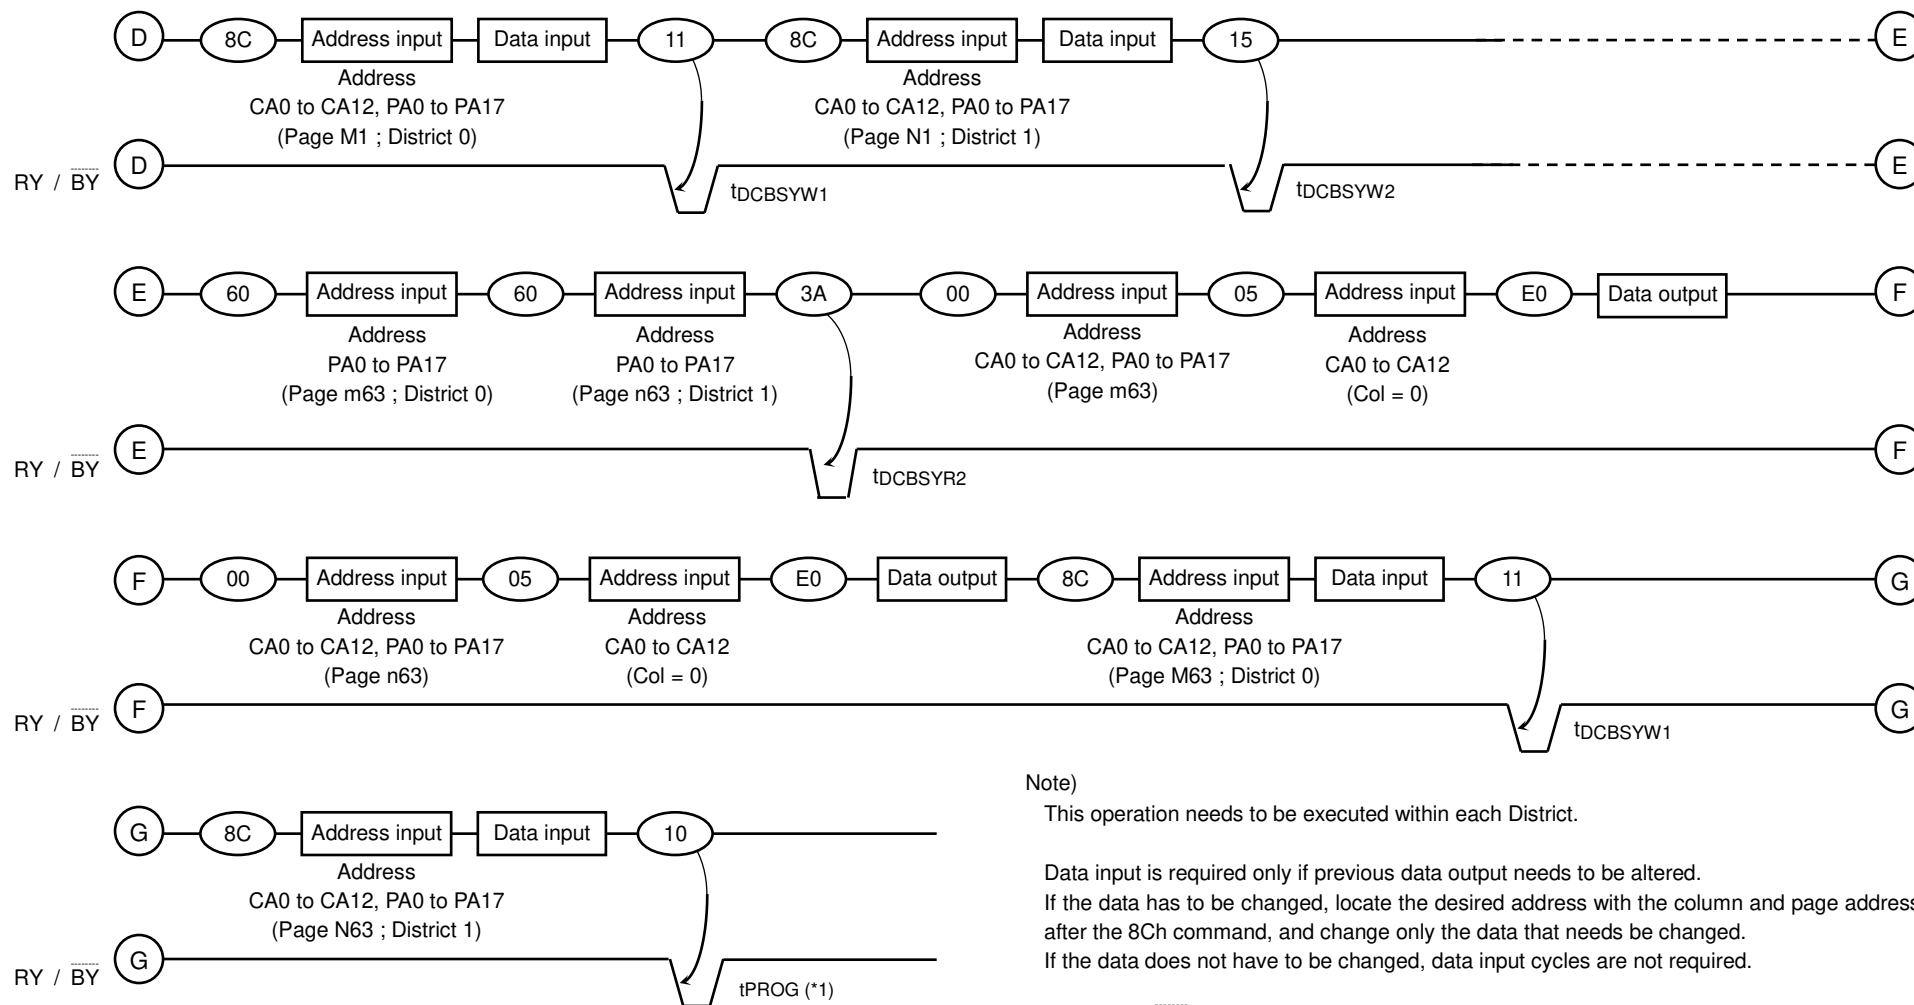 D 8C Address input Data input 11 8C Address input Data input 15 E
Address Address
CA0 to CA12, PA0 to PA17 CA0 to CA12, PA0 to PA17
(Page M1 ; District 0) (Page N1 ; District 1)
RY / BY D tDCBSYW1 tDCBSYW2 E
E 60 Address input 60 Address input 3A 00 Address input 05 Address input E0 Data output F
Address Address Address Address
PA0 to PA17 PA0 to PA17 CA0 to CA12, PA0 to PA17 CA0 to CA12
(Page m63 ; District 0) (Page n63 ; District 1) (Page m63) (Col = 0)
RY / BY E tDCBSYR2 F
F 00 Address input 05 Address input E0 Data output 8C Address input Data input 11 G
Address Address Address
CA0 to CA12, PA0 to PA17 CA0 to CA12 CA0 to CA12, PA0 to PA17
(Page n63) (Col = 0) (Page M63 ; District 0)
RY / BY F tDCBSYW1 G
G 8C Address input Data input 10
Address
CA0 to CA12, PA0 to PA17
(Page N63 ; District 1)
RY / BY G tPROG (*1)
Note)
This operation needs to be executed within each District.
Data input is required only if previous data output needs to be altered.
If the data has to be changed, locate the desired address with the column and page address
after the 8Ch command, and change only the data that needs be changed.
If the data does not have to be changed, data input cycles are not required.